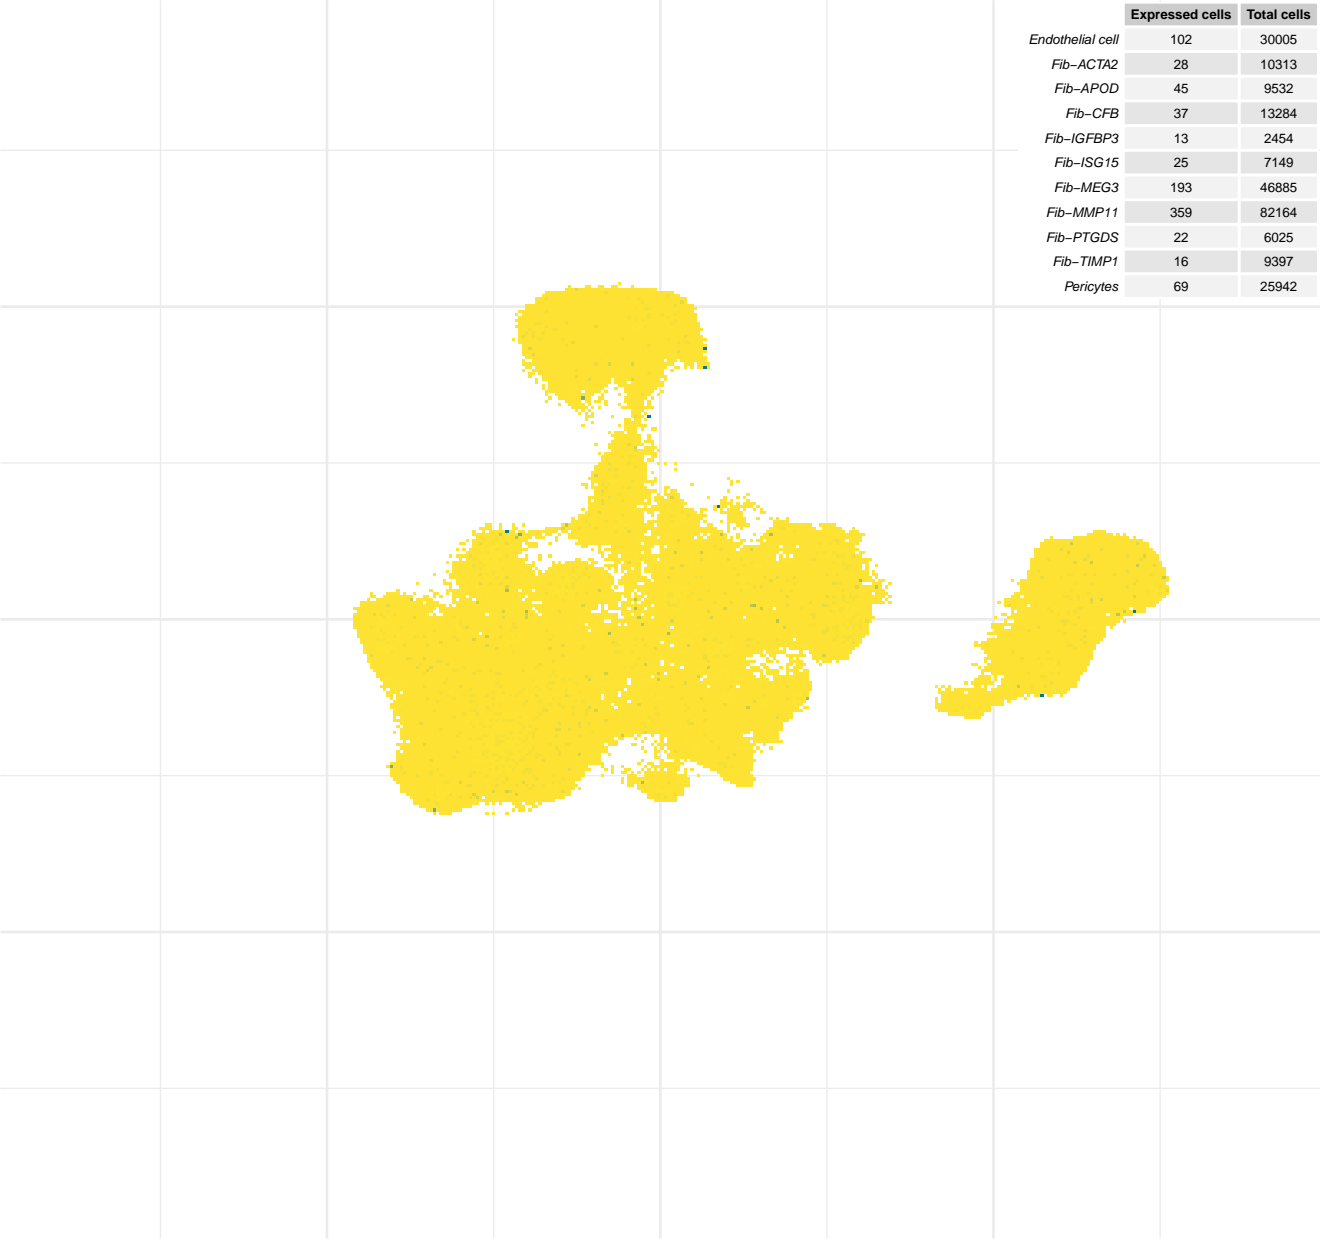 Expressed cells Total cells
Endothelial cell 102 30005
Fib−ACTA2 28 10313
Fib−APOD 45 9532
Fib−CFB 37 13284
Fib−IGFBP3 13 2454
Fib−ISG15 25 7149
Fib−MEG3 193 46885
Fib−MMP11 359 82164
Fib−PTGDS 22 6025
Fib−TIMP1 16 9397
Pericytes 69 25942